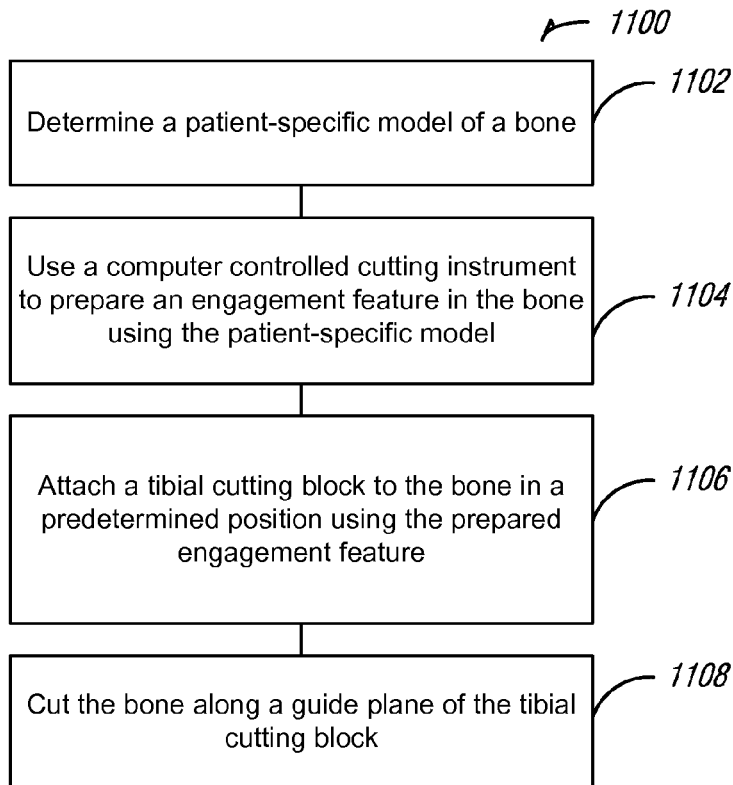 1100
1102
Determine a patient-specific model of a bone
Use a computer controlled cutting instrument
to prepare an engagement feature in the bone
using the patient-specific model
1104
Attach a tibial cutting block to the bone in a
predetermined position using the prepared
engagement feature
1106
Cut the bone along a guide plane of the tibial
cutting block
1108